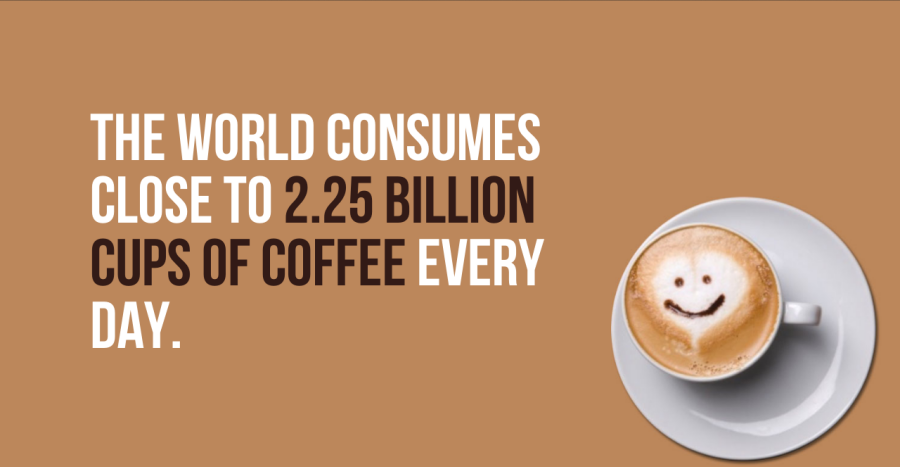 THE WORLD CONSUMES
CLOSE TO 2.25 BILLION
CUPS OF COFFEE EVERY
DAY.